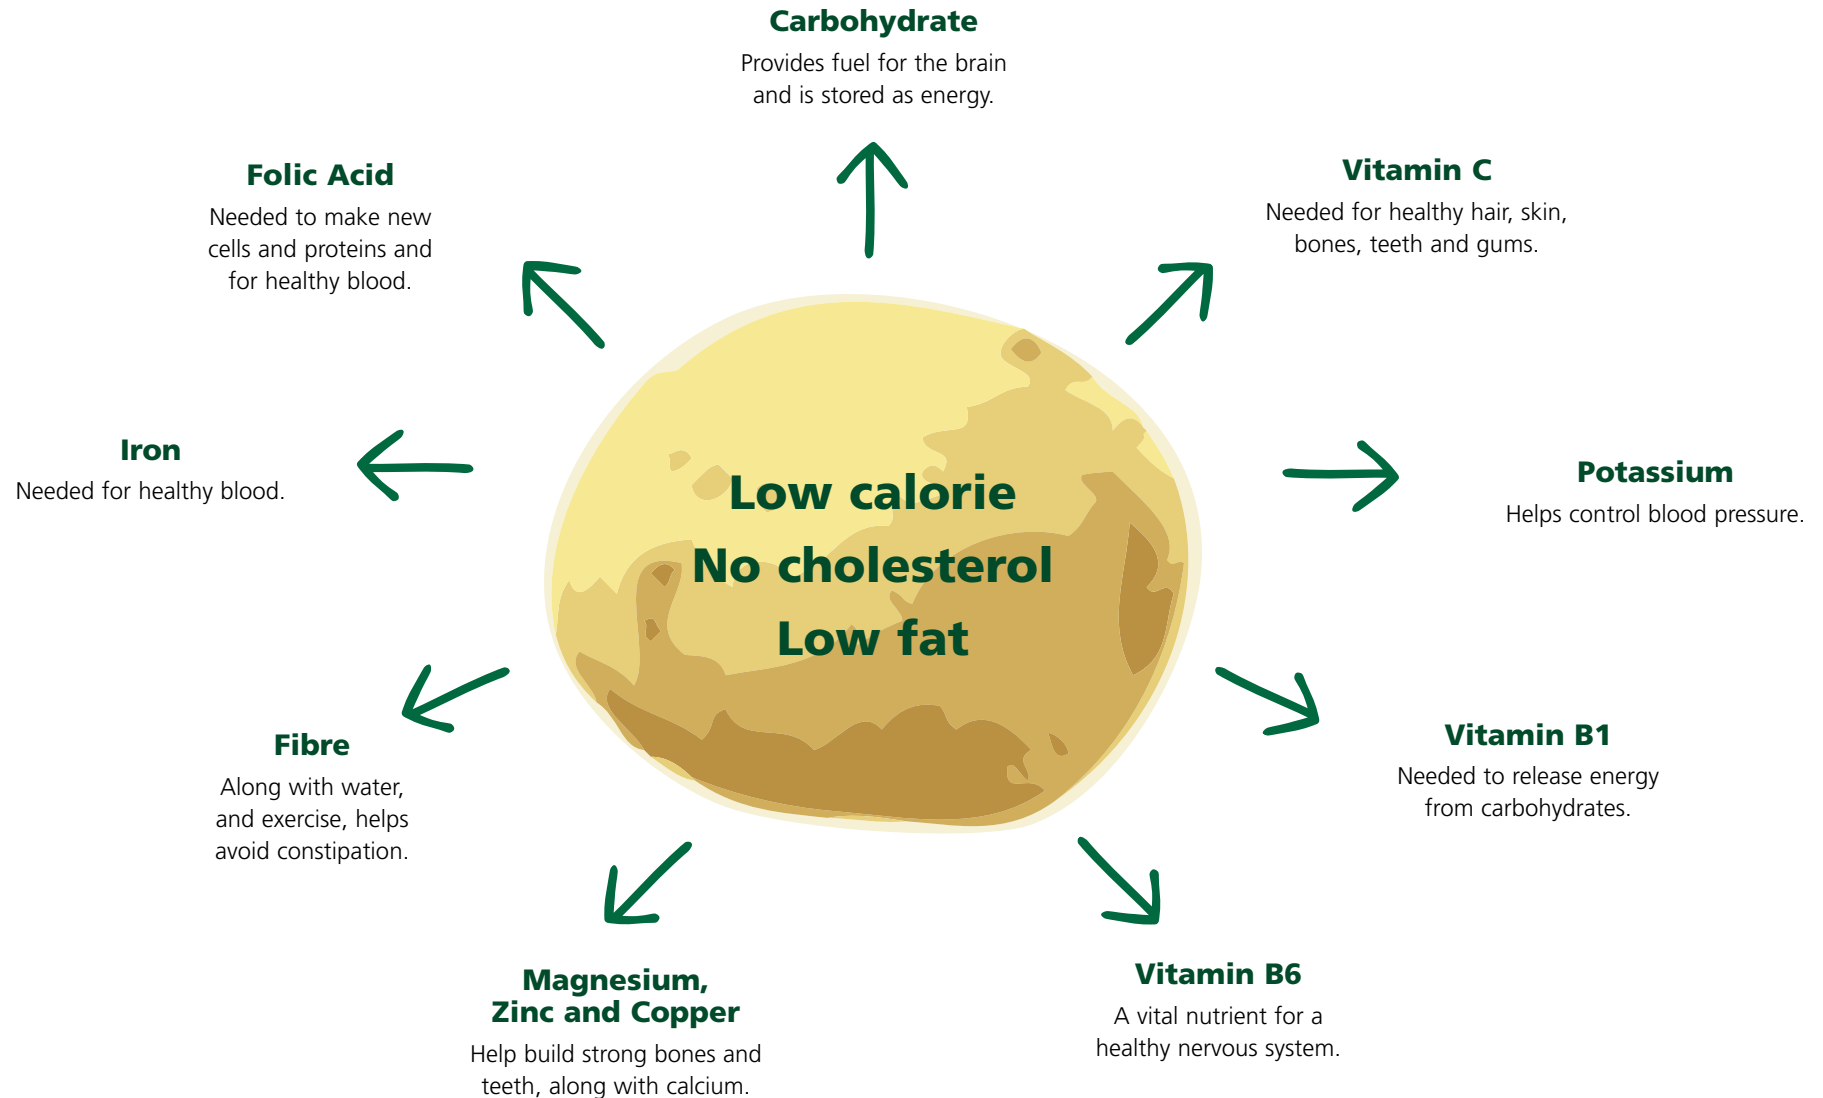 Carbohydrate
Provides fuel for the brain
and is stored as energy.
Folic Acid
Needed to make new
cells and proteins and
for healthy blood.
Vitamin C
Needed for healthy hair, skin,
bones, teeth and gums.
Iron
Needed for healthy blood.
Low calorie
No cholesterol
Low fat
Potassium
Helps control blood pressure.
Fibre
Along with water,
and exercise, helps
avoid constipation.
Vitamin B1
Needed to release energy
from carbohydrates.
Magnesium,
Zinc and Copper
Help build strong bones and
teeth, along with calcium.
Vitamin B6
A vital nutrient for a
healthy nervous system.